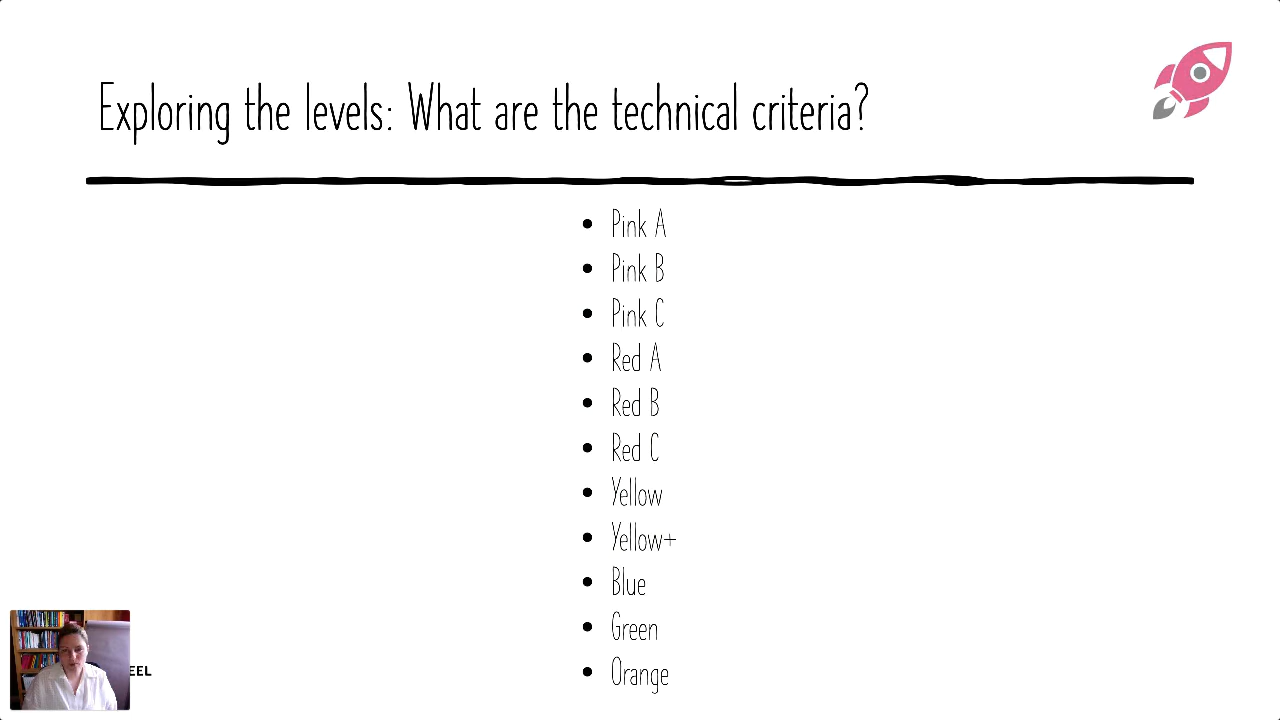 Exploring the levels: What are the technical criteria?
• Pink A
• Pink B
• Pink C
• Red A
• Red B
• Red C
• Yellow
• Yellow+
• Blue
• Green
• Orange
EEL